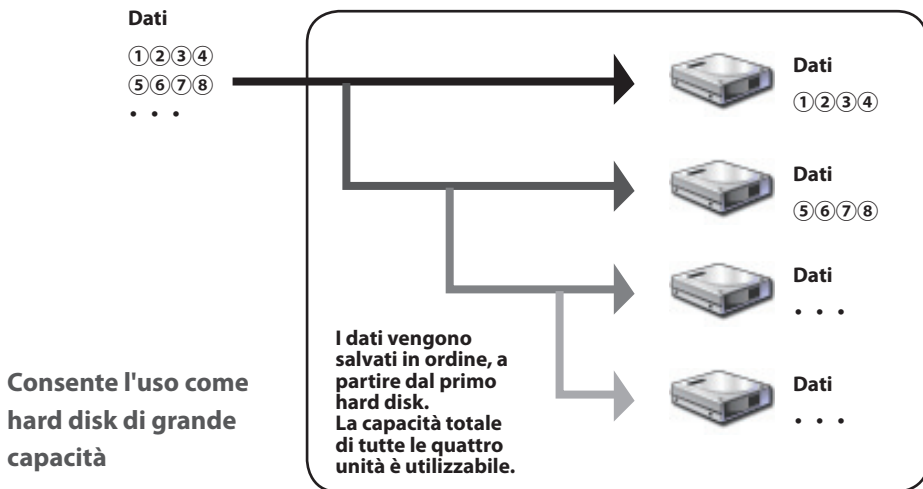 Dati
①②③④
⑤⑥⑦⑧
. . .
Dati
①②③④
Dati
⑤⑥⑦⑧
Dati
. . .
Dati
. . .
I dati vengono
salvati in ordine, a
partire dal primo
hard disk.
La capacità totale
di tutte le quattro
unità è utilizzabile.
Consente l'uso come
hard disk di grande
capacità